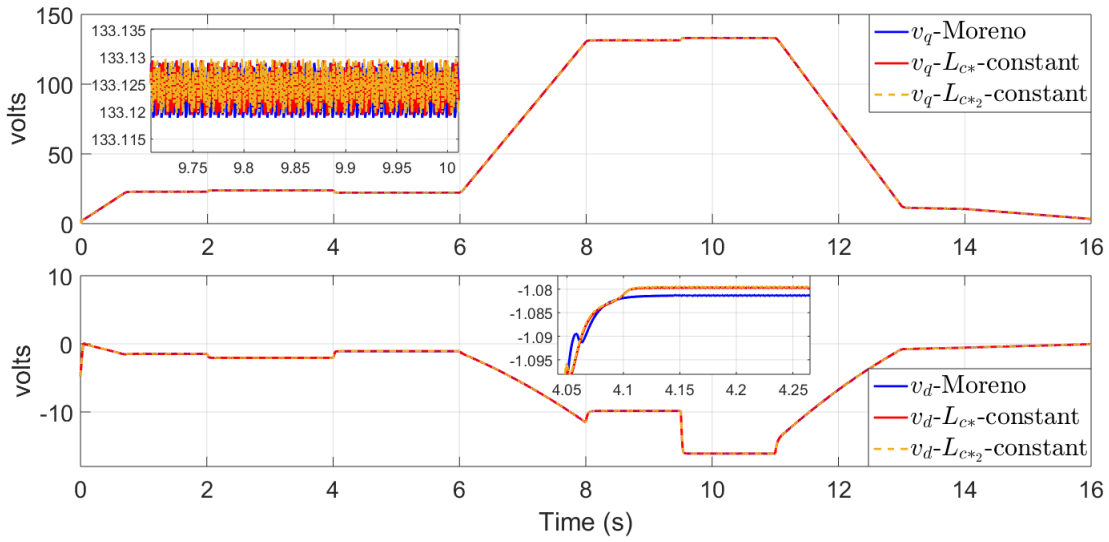 150
100
50
0
volts
133.135
133.13
133.125
133.12
133.115
9.75 9.8 9.85 9.9 9.95 10
v_q-Moreno
v_q-L_{c*}-constant
v_q-L_{c*_2}-constant
0 2 4 6 8 10 12 14 16
10
0
-10
volts
-1.08
-1.085
-1.09
-1.095
4.05 4.1 4.15 4.2 4.25
v_d-Moreno
v_d-L_{c*}-constant
v_d-L_{c*_2}-constant
0 2 4 6 8 10 12 14 16
Time (s)